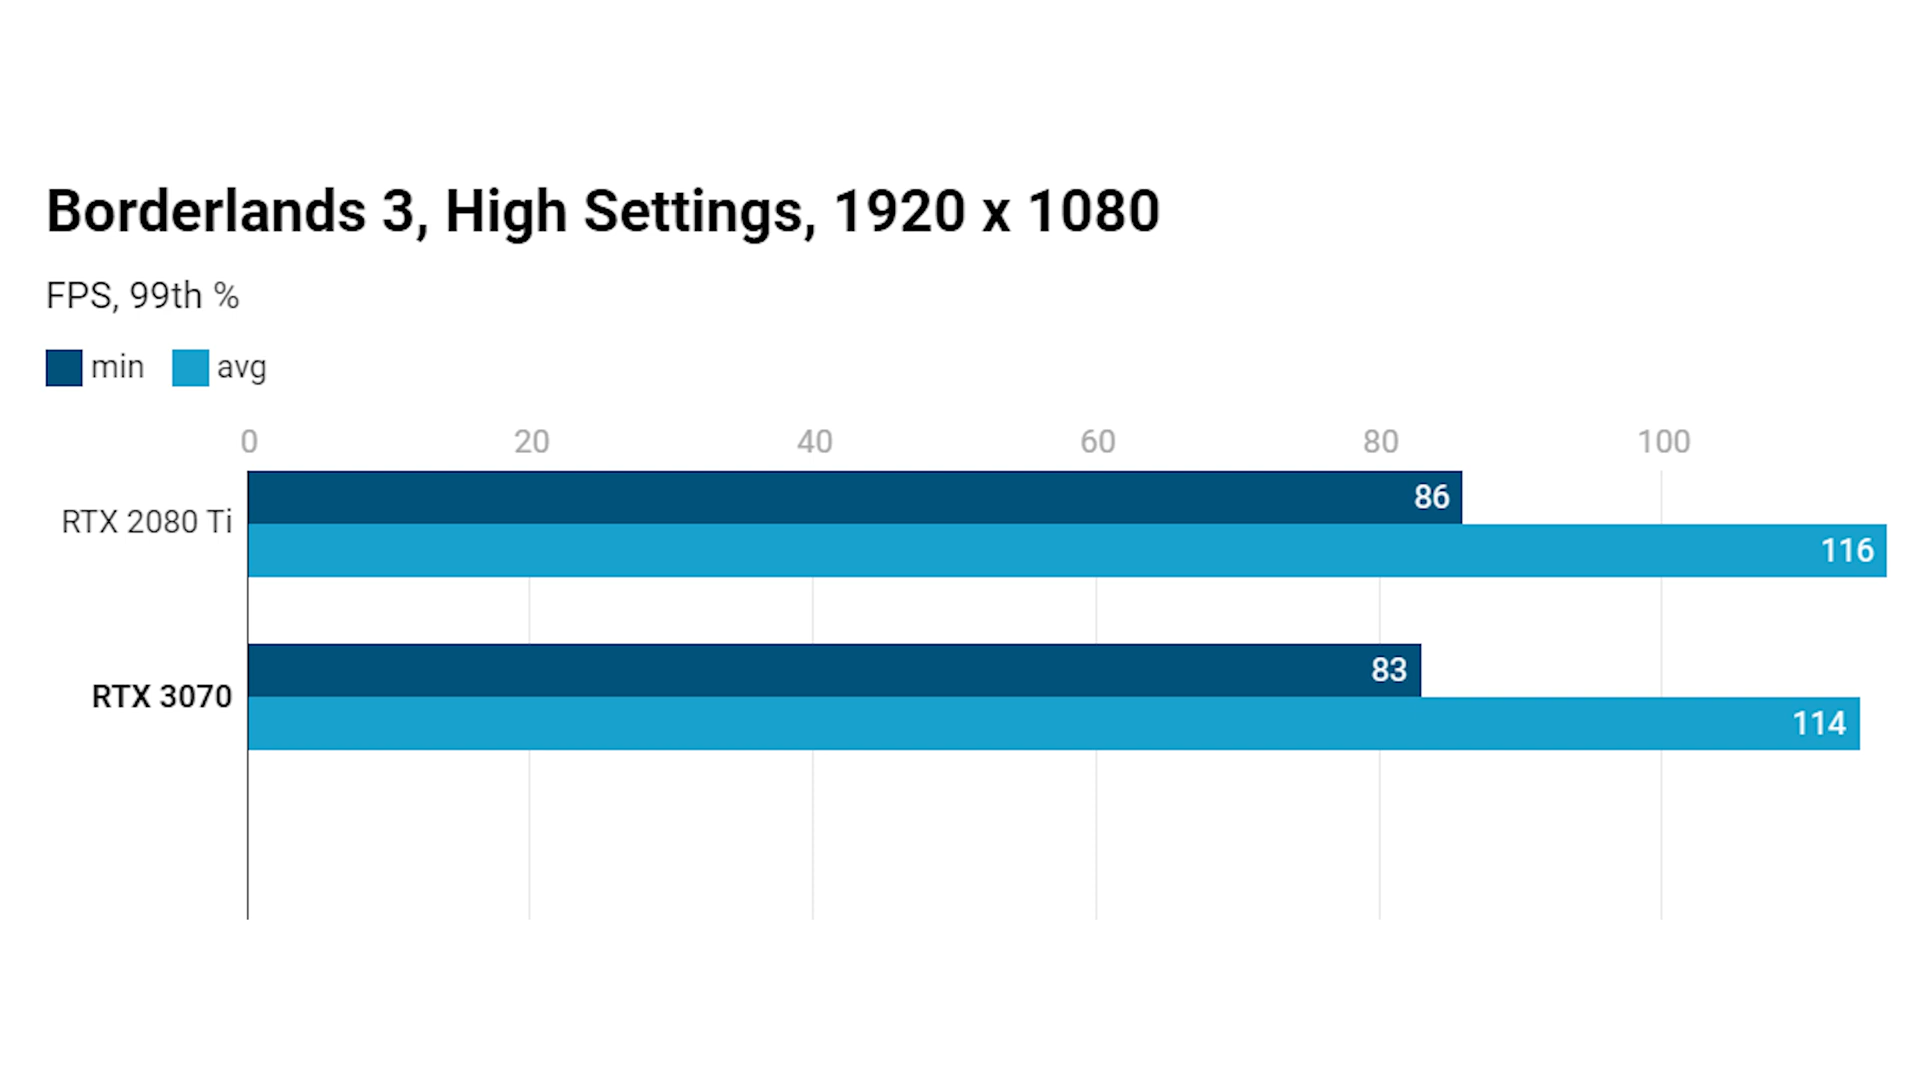 Borderlands 3, High Settings, 1920 x 1080
FPS, 99th %
min avg
0 20 40 60 80 100
RTX 2080 Ti 86
116
RTX 3070 83
114